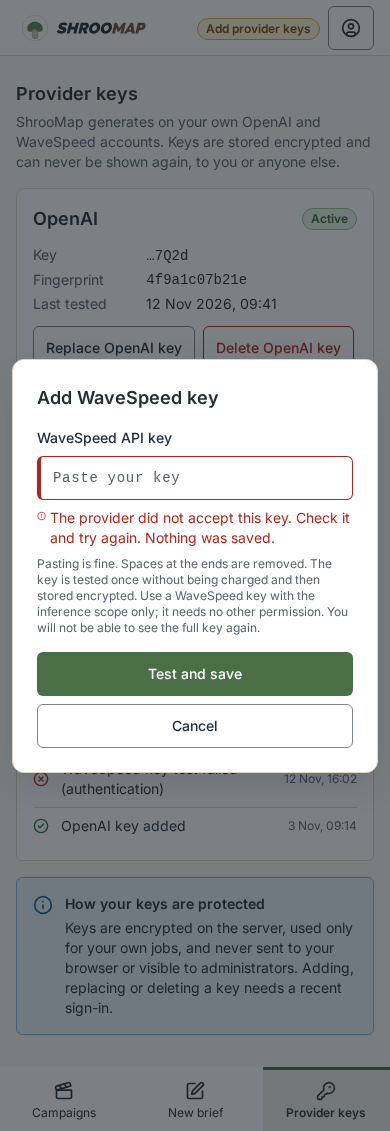 SHROOMAP
Add provider keys
Provider keys
ShrooMap generates on your own OpenAI and
WaveSpeed accounts. Keys are stored encrypted and
can never be shown again, to you or anyone else.
OpenAI
Active
Key
…7Q2d
Fingerprint
4f9a1c07b21e
Last tested
12 Nov 2026, 09:41
Replace OpenAI key
Delete OpenAI key
Add WaveSpeed key
WaveSpeed API key
Paste your key
The provider did not accept this key. Check it
and try again. Nothing was saved.
Pasting is fine. Spaces at the ends are removed. The
key is tested once without being charged and then
stored encrypted. Use a WaveSpeed key with the
inference scope only; it needs no other permission. You
will not be able to see the full key again.
Test and save
Cancel
12 Nov, 16:02
(authentication)
OpenAI key added
3 Nov, 09:14
How your keys are protected
Keys are encrypted on the server, used only
for your own jobs, and never sent to your
browser or visible to administrators. Adding,
replacing or deleting a key needs a recent
sign-in.
Campaigns
New brief
Provider keys